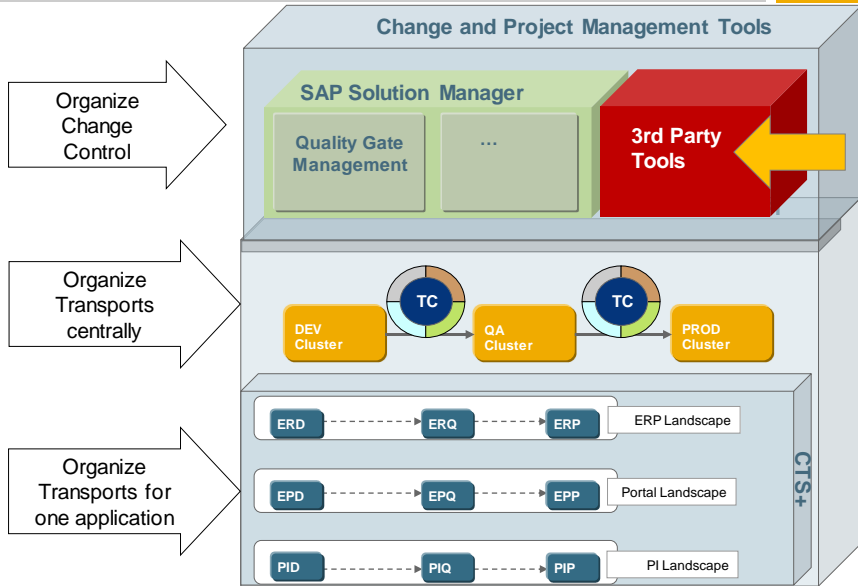 Change and Project Management Tools
Organize
Change
Control
SAP Solution Manager
Quality Gate
Management
…
3rd Party
Tools
Organize
Transports
centrally
TC
TC
DEV
Cluster
QA
Cluster
PROD
Cluster
Organize
Transports for
one application
ERD
ERQ
ERP
ERP Landscape
EPD
EPQ
EPP
Portal Landscape
PID
PIQ
PIP
PI Landscape
CTS+